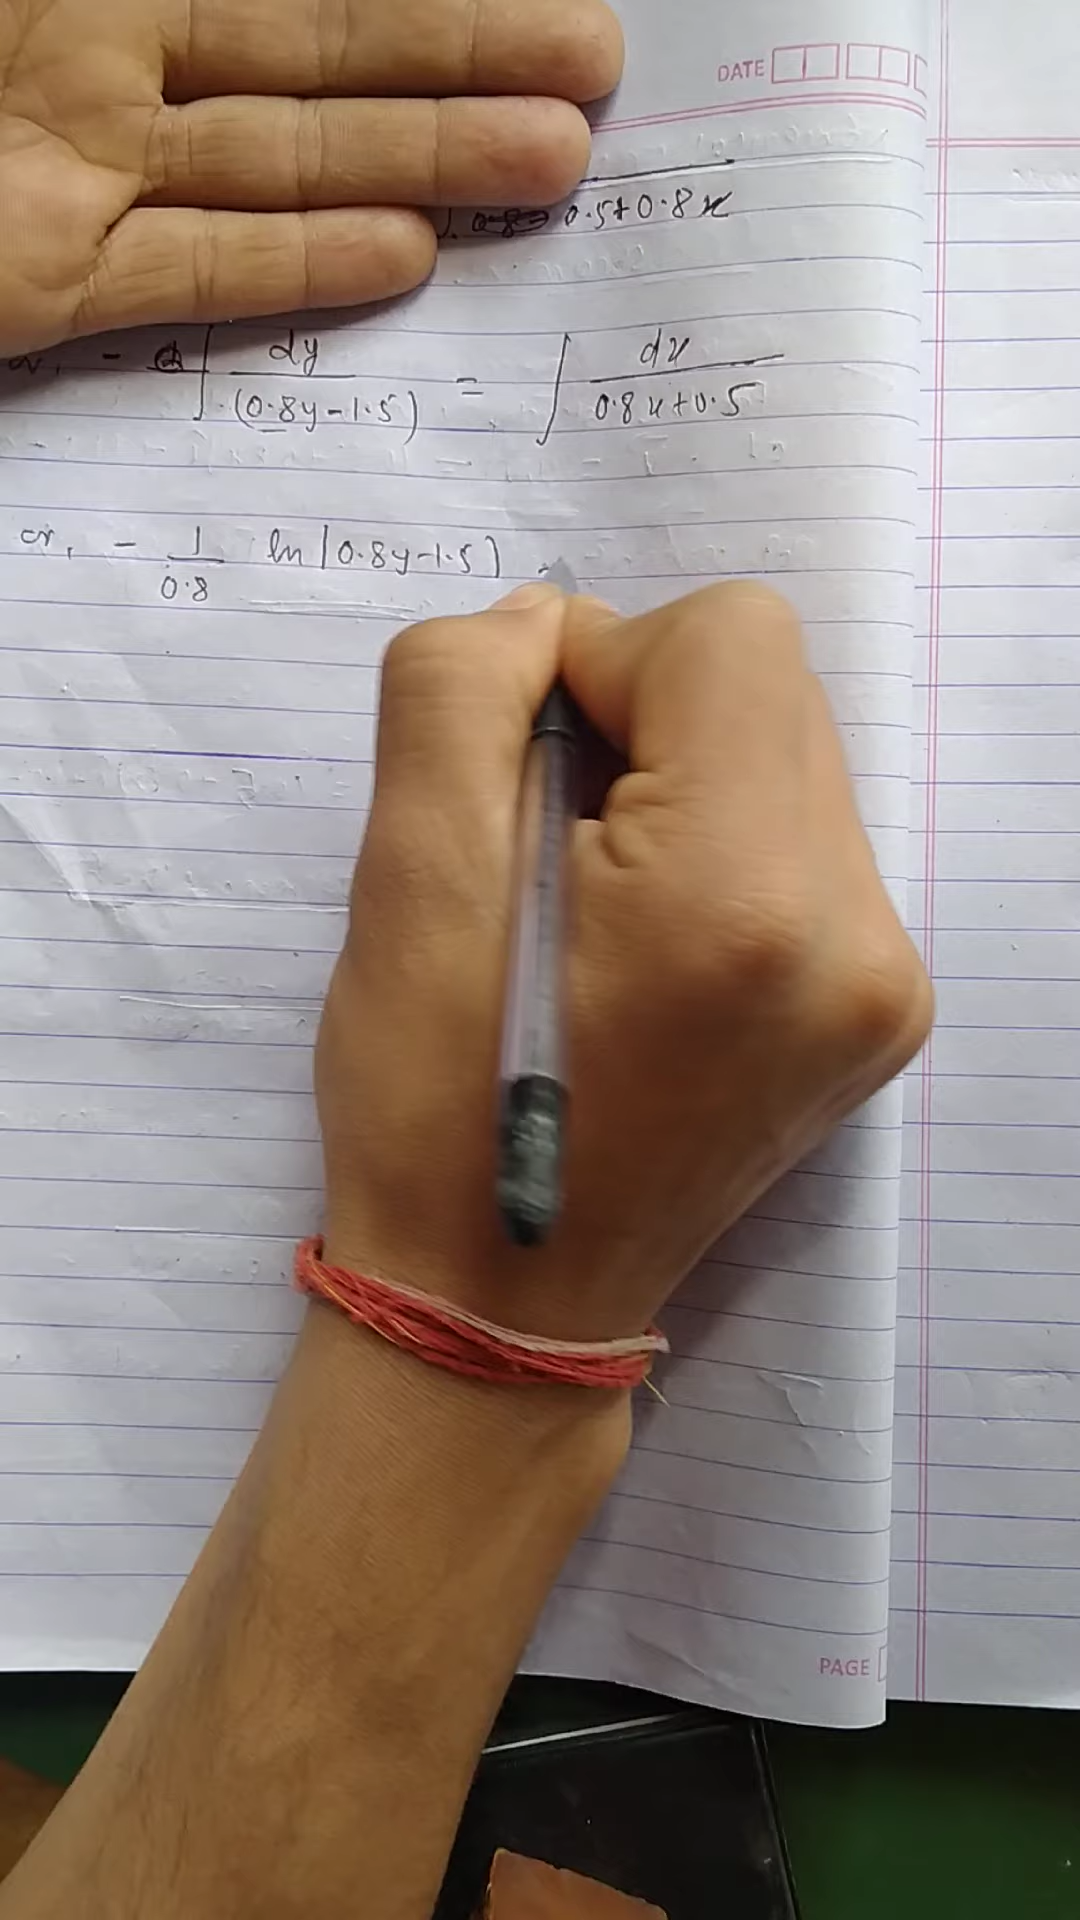 DATE
0.5+0.8x
or, - ∫ dy/(0.8y-1.5) = ∫ dx/(0.8x+0.5)
or, - 1/0.8 ln|0.8y-1.5)
PAGE